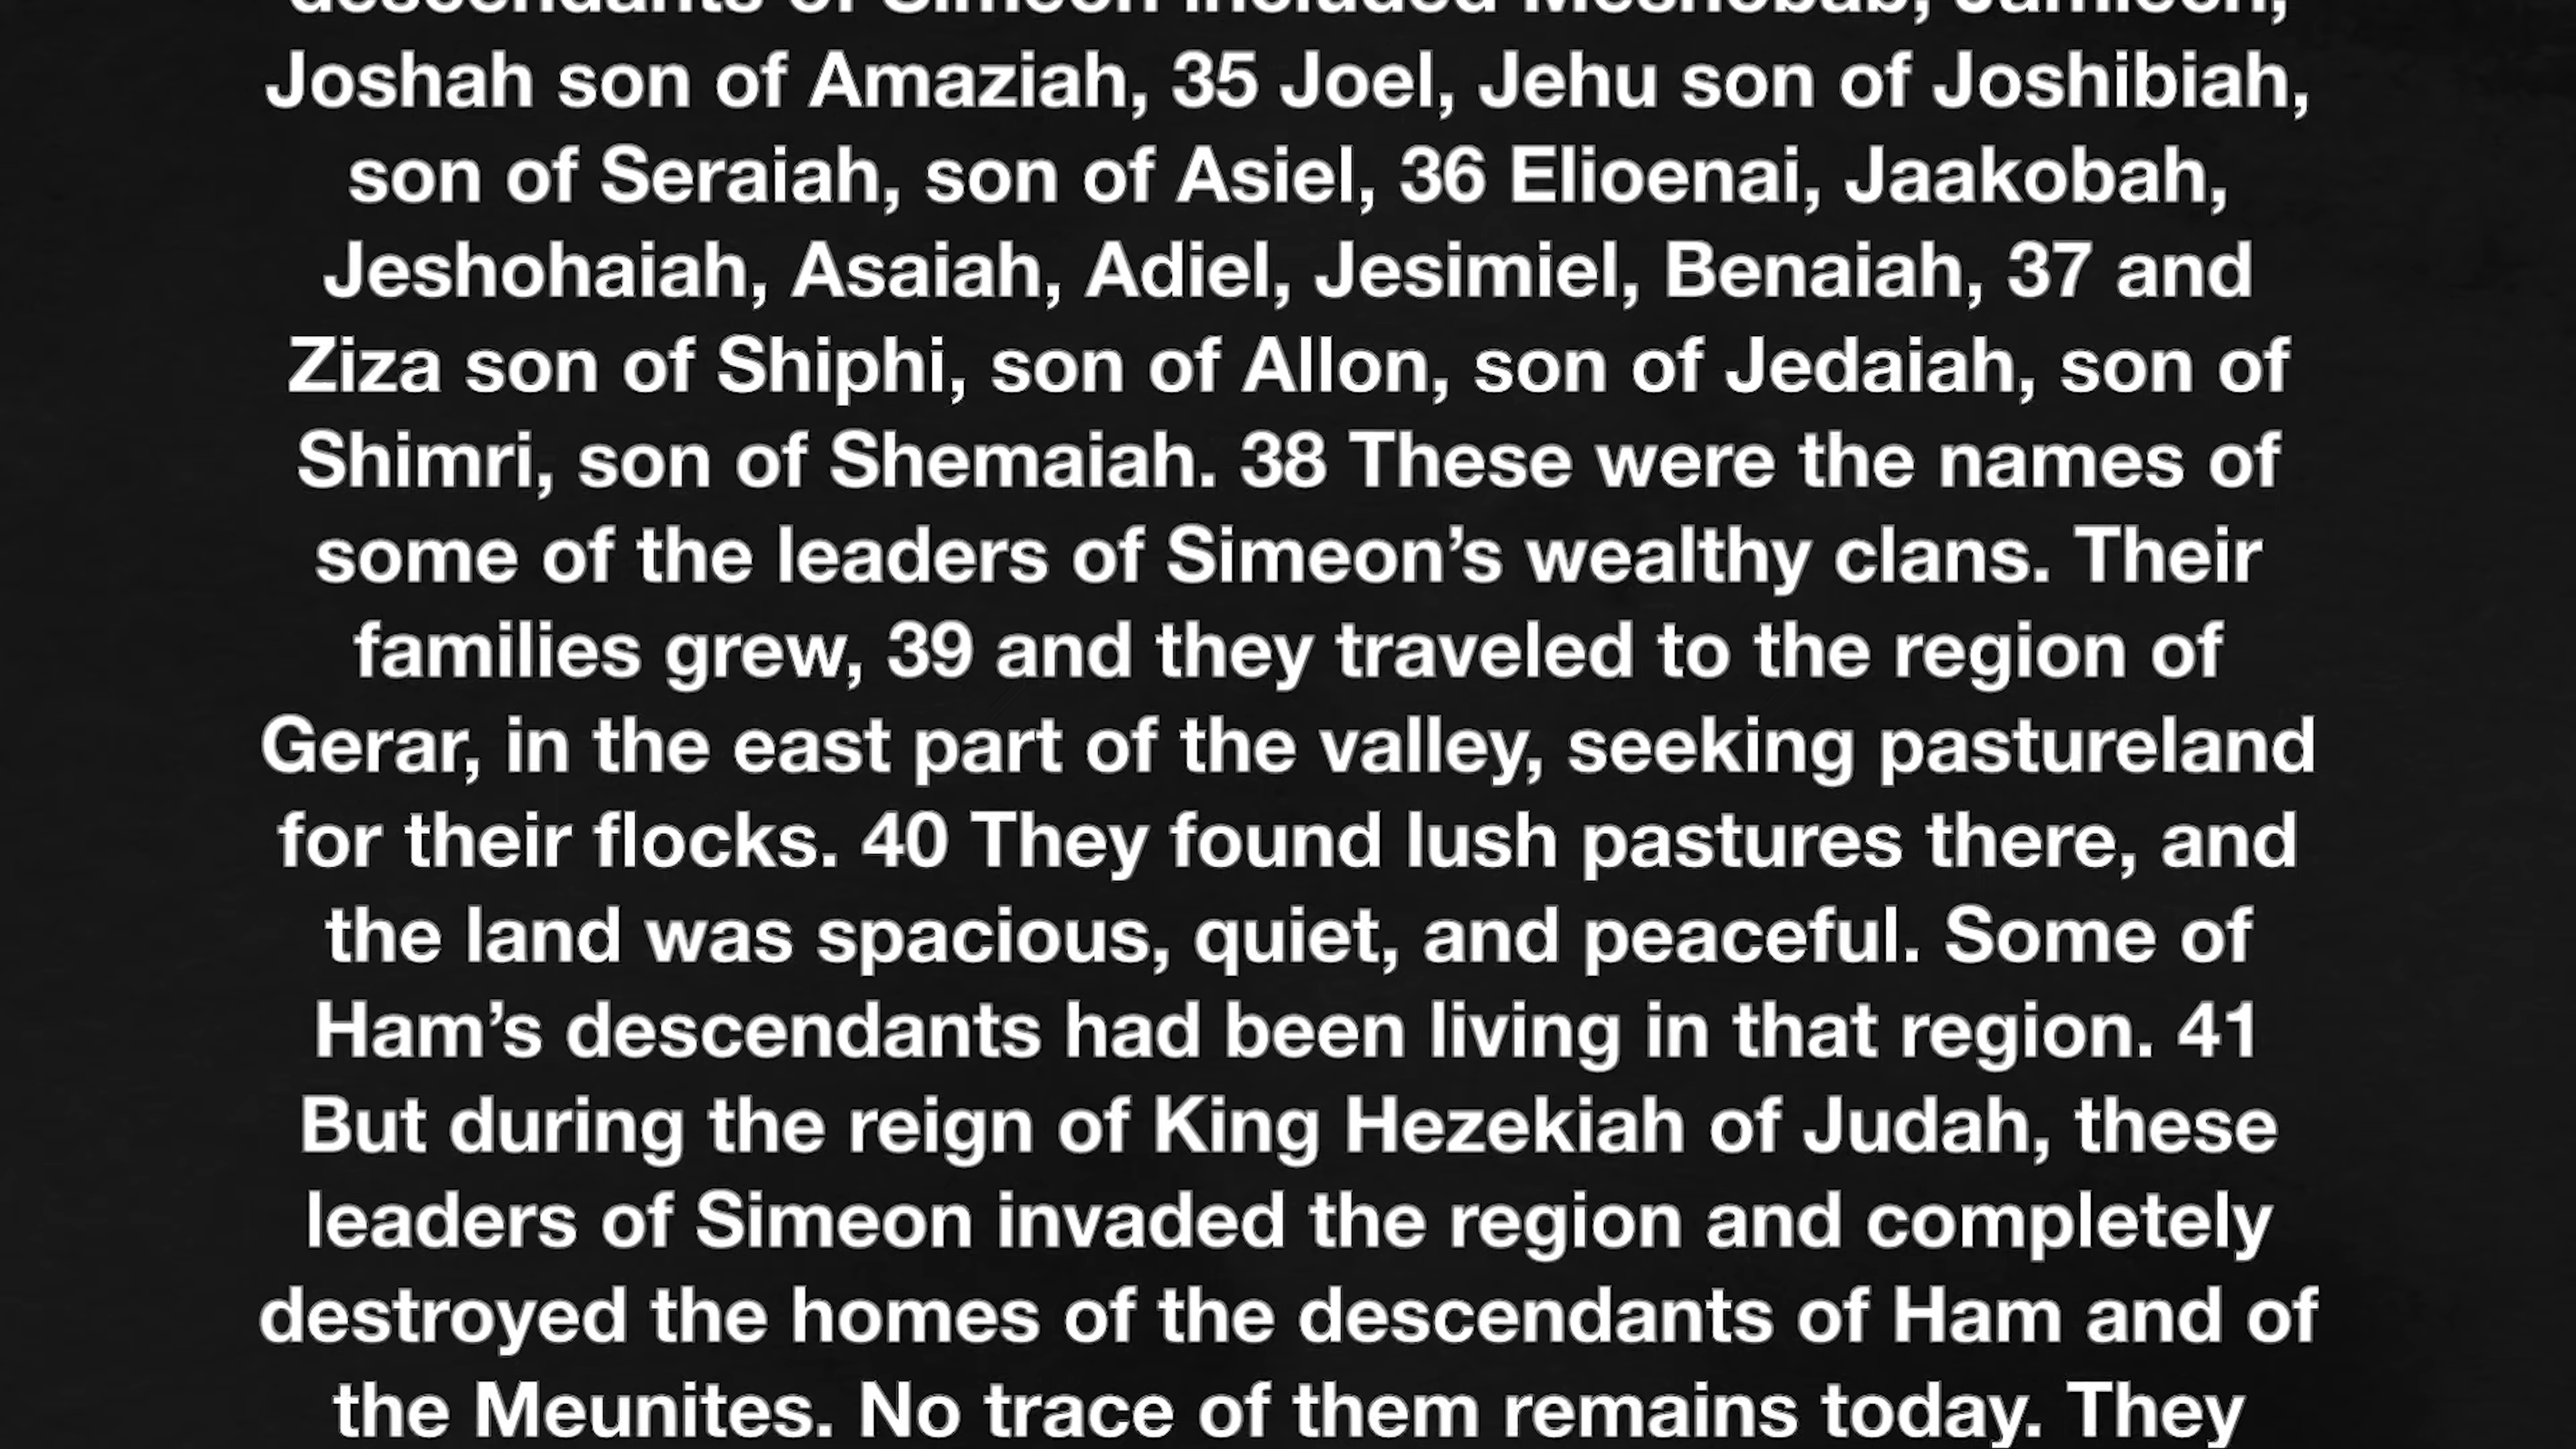 descendants of Simeon included Meshobab, Jamlech,
Joshah son of Amaziah, 35 Joel, Jehu son of Joshibiah,
son of Seraiah, son of Asiel, 36 Elioenai, Jaakobah,
Jeshohaiah, Asaiah, Adiel, Jesimiel, Benaiah, 37 and
Ziza son of Shiphi, son of Allon, son of Jedaiah, son of
Shimri, son of Shemaiah. 38 These were the names of
some of the leaders of Simeon’s wealthy clans. Their
families grew, 39 and they traveled to the region of
Gerar, in the east part of the valley, seeking pastureland
for their flocks. 40 They found lush pastures there, and
the land was spacious, quiet, and peaceful. Some of
Ham’s descendants had been living in that region. 41
But during the reign of King Hezekiah of Judah, these
leaders of Simeon invaded the region and completely
destroyed the homes of the descendants of Ham and of
the Meunites. No trace of them remains today. They